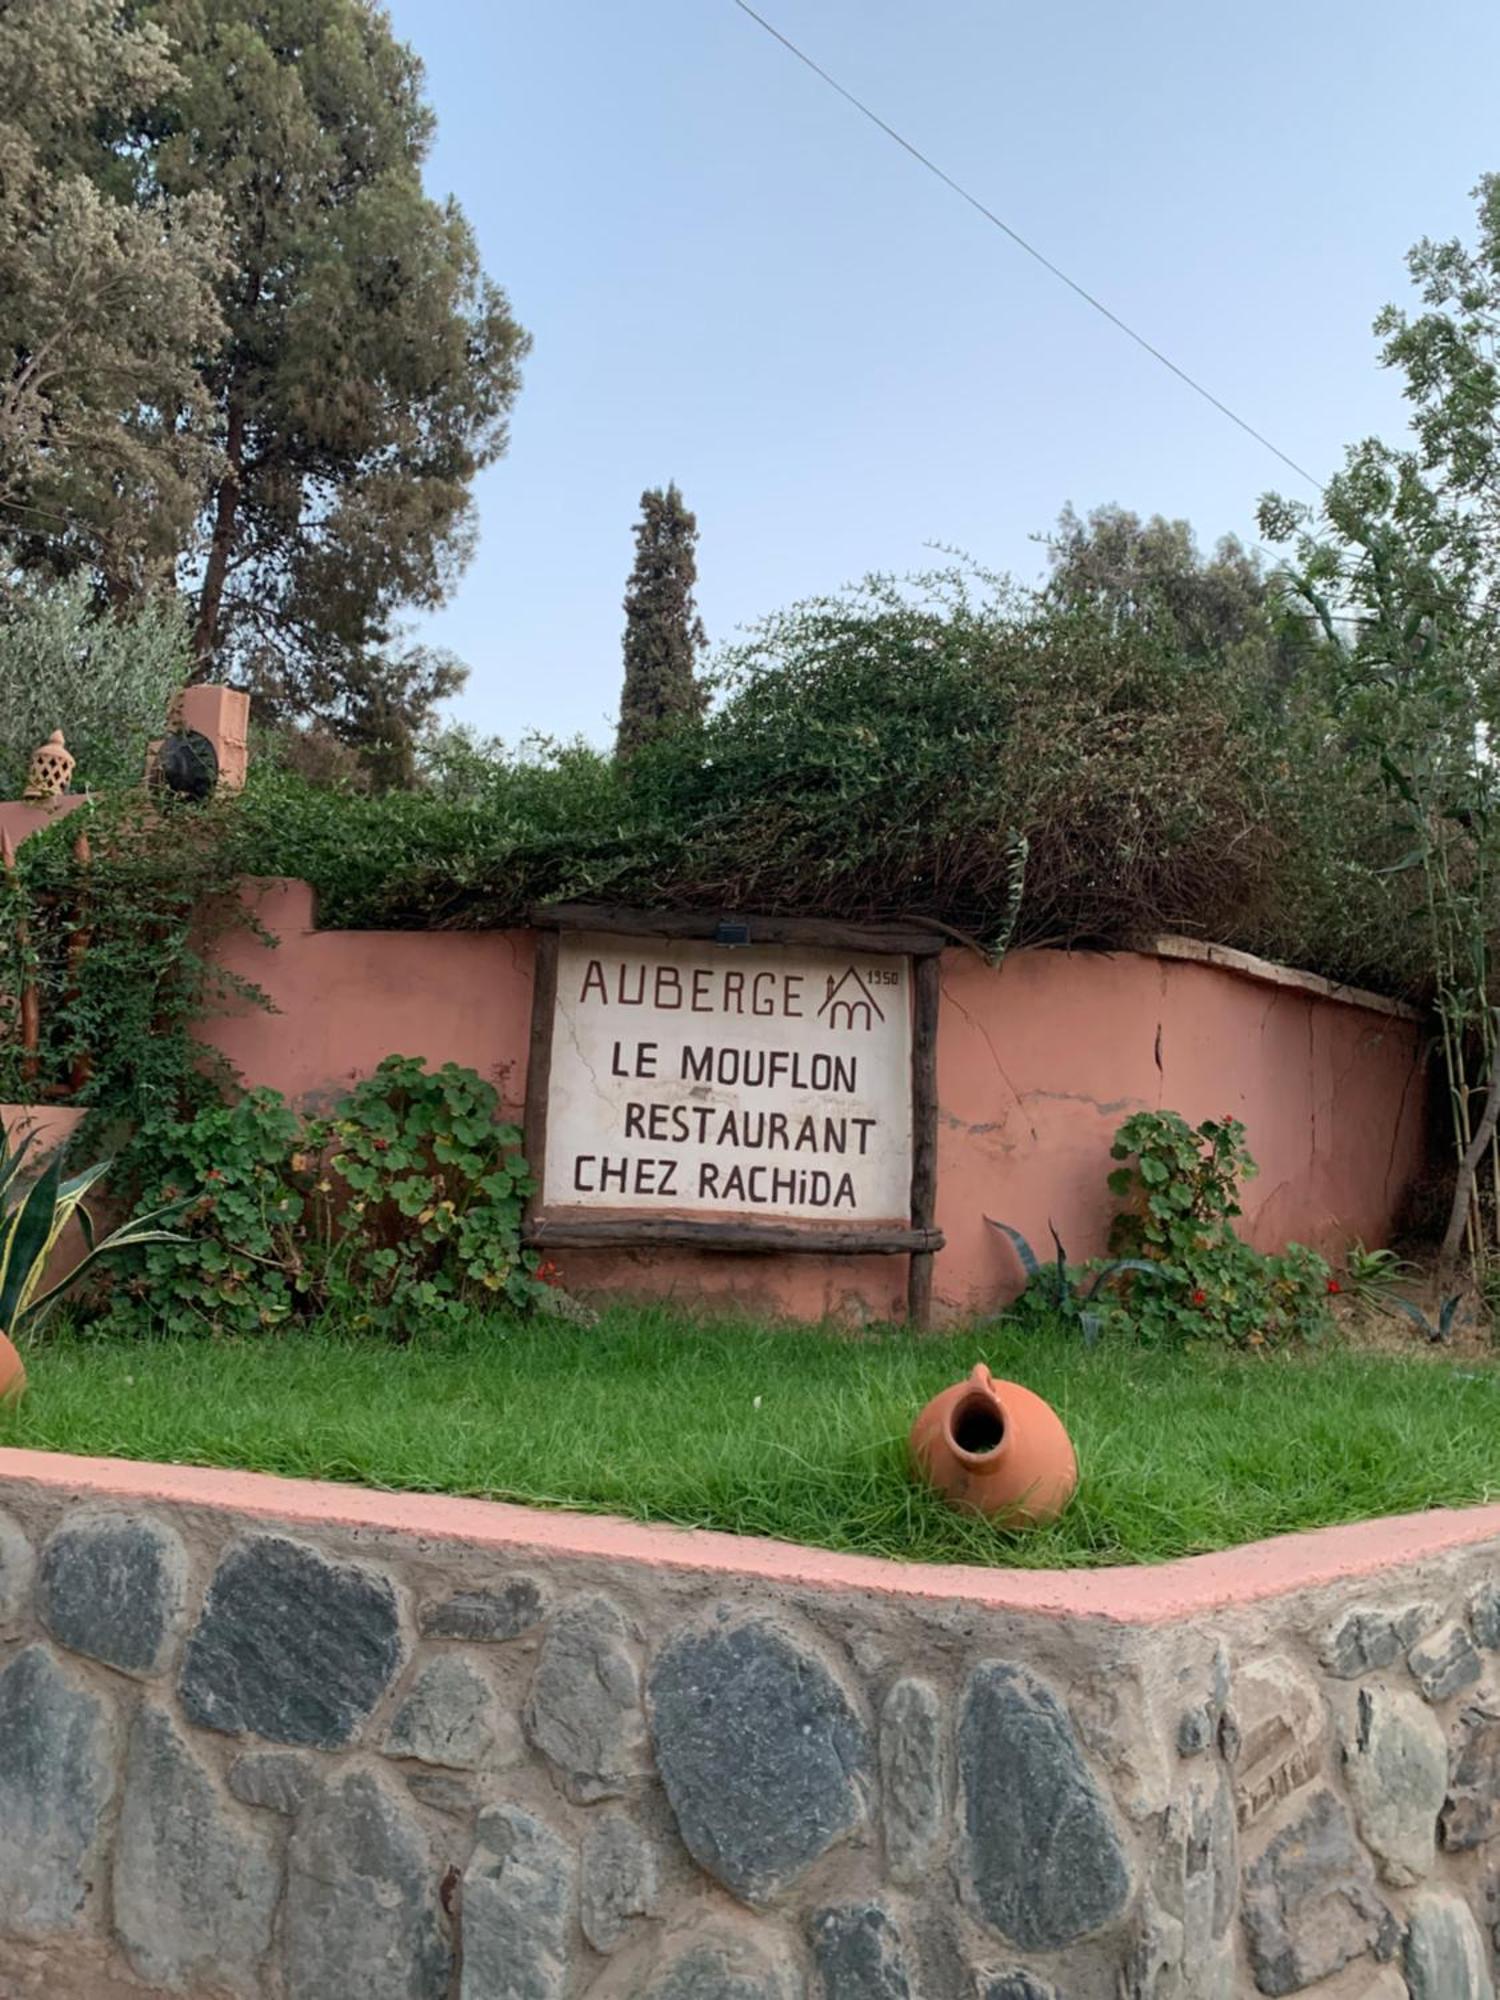 AUBERGE m 1950
LE MOUFLON
RESTAURANT
CHEZ RACHiDA